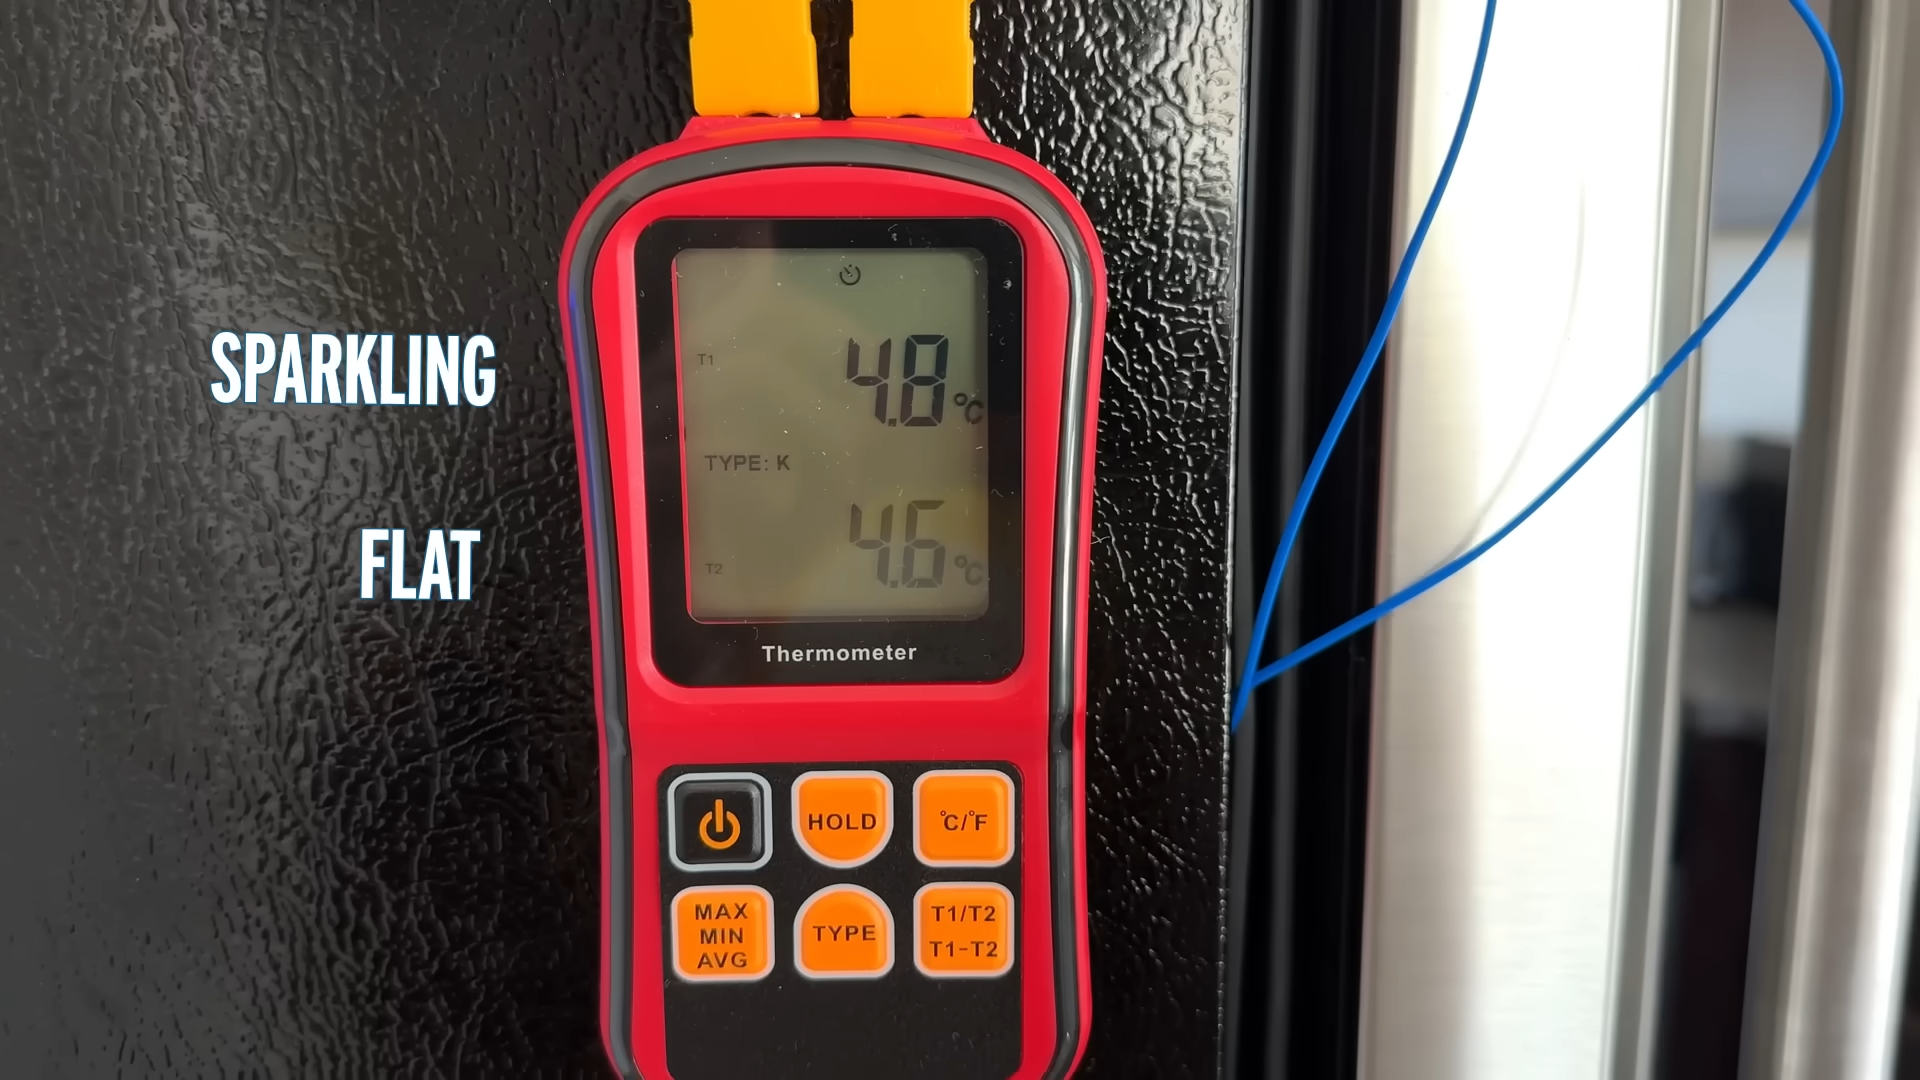 SPARKLING
FLAT
T1
4.8 °C
TYPE: K
T2
4.6 °C
Thermometer
HOLD
°C/°F
MAX
MIN
AVG
TYPE
T1/T2
T1-T2